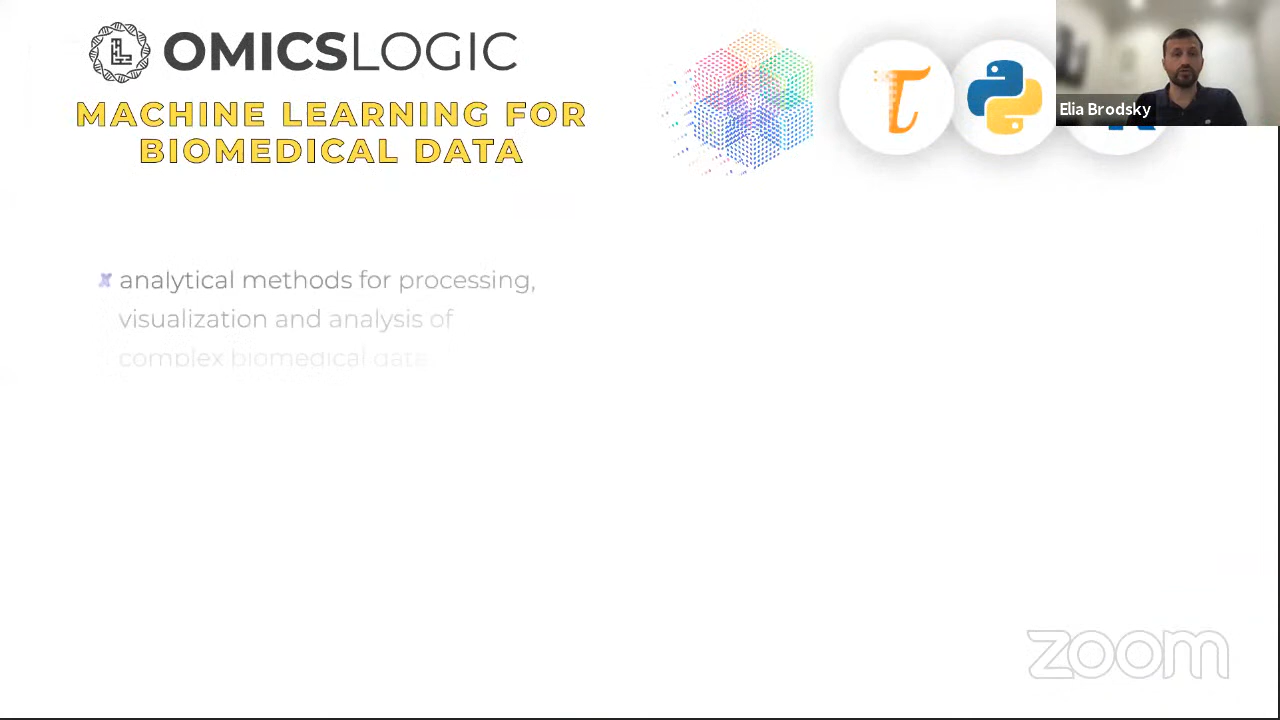 OMICSLOGIC
MACHINE LEARNING FOR
BIOMEDICAL DATA
Elia Brodsky
analytical methods for processing,
visualization and analysis of
complex biomedical data
zoom